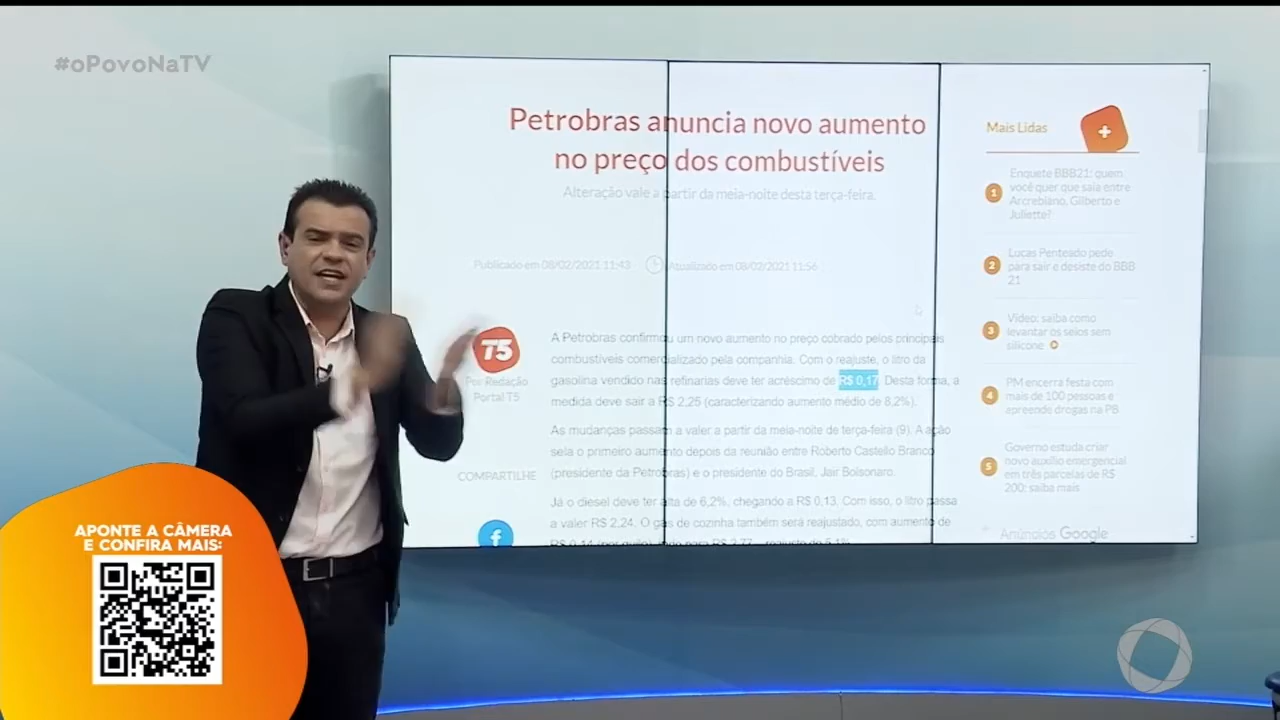 #oPovoNaTV
Petrobras anuncia novo aumento
no preço dos combustíveis
Alteração vale a partir da meia-noite desta terça-feira.
Publicado em 08/02/2021 11:43
Atualizado em 08/02/2021 11:56
T5
Por Redação
Portal T5
COMPARTILHE
A Petrobras confirmou um novo aumento no preço cobrado pelos principais
combustíveis comercializado pela companhia. Com o reajuste, o litro da
gasolina vendido nas refinarias deve ter acréscimo de R$ 0,17. Desta forma, a
medida deve sair a R$ 2,25 (caracterizando aumento médio de 8,2%).
As mudanças passam a valer a partir da meia-noite de terça-feira (9). A ação
sela o primeiro aumento depois da reunião entre Roberto Castello Branco
(presidente da Petrobras) e o presidente do Brasil, Jair Bolsonaro.
Já o diesel deve ter alta de 6,2%, chegando a R$ 0,13. Com isso, o litro passa
a valer R$ 2,24. O gás de cozinha também será reajustado, com aumento de
Mais Lidas
1 Enquete BBB21: quem
você quer que saia entre
Arcrebiano, Gilberto e
Juliette?
2 Lucas Penteado pede
para sair e desiste do BBB
21
3 Vídeo: saiba como
levantar os seios sem
silicone
4 PM encerra festa com
mais de 100 pessoas e
apreende drogas na PB
5 Governo estuda criar
novo auxílio emergencial
em três parcelas de R$
200; saiba mais
Anúncios Google
APONTE A CÂMERA
E CONFIRA MAIS: